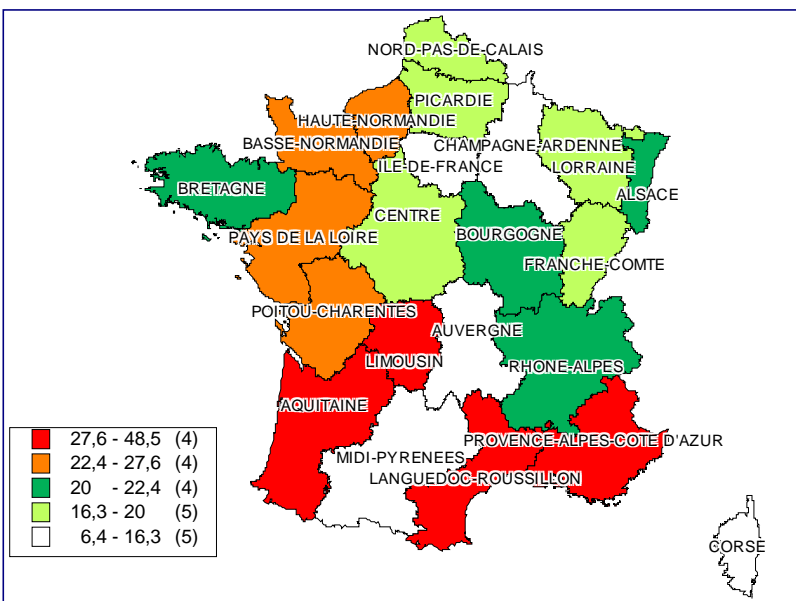 NORD-PAS-DE-CALAIS
PICARDIE
HAUTE-NORMANDIE
BASSE-NORMANDIE
CHAMPAGNE-ARDENNE
ILE-DE-FRANCE
LORRAINE
BRETAGNE
ALSACE
CENTRE
BOURGOGNE
PAYS DE LA LOIRE
FRANCHE-COMTE
POITOU-CHARENTES
AUVERGNE
LIMOUSIN
RHONE-ALPES
AQUITAINE
PROVENCE-ALPES-COTE D'AZUR
MIDI-PYRENEES
LANGUEDOC-ROUSSILLON
CORSE
27,6 - 48,5 (4)
22,4 - 27,6 (4)
20 - 22,4 (4)
16,3 - 20 (5)
6,4 - 16,3 (5)